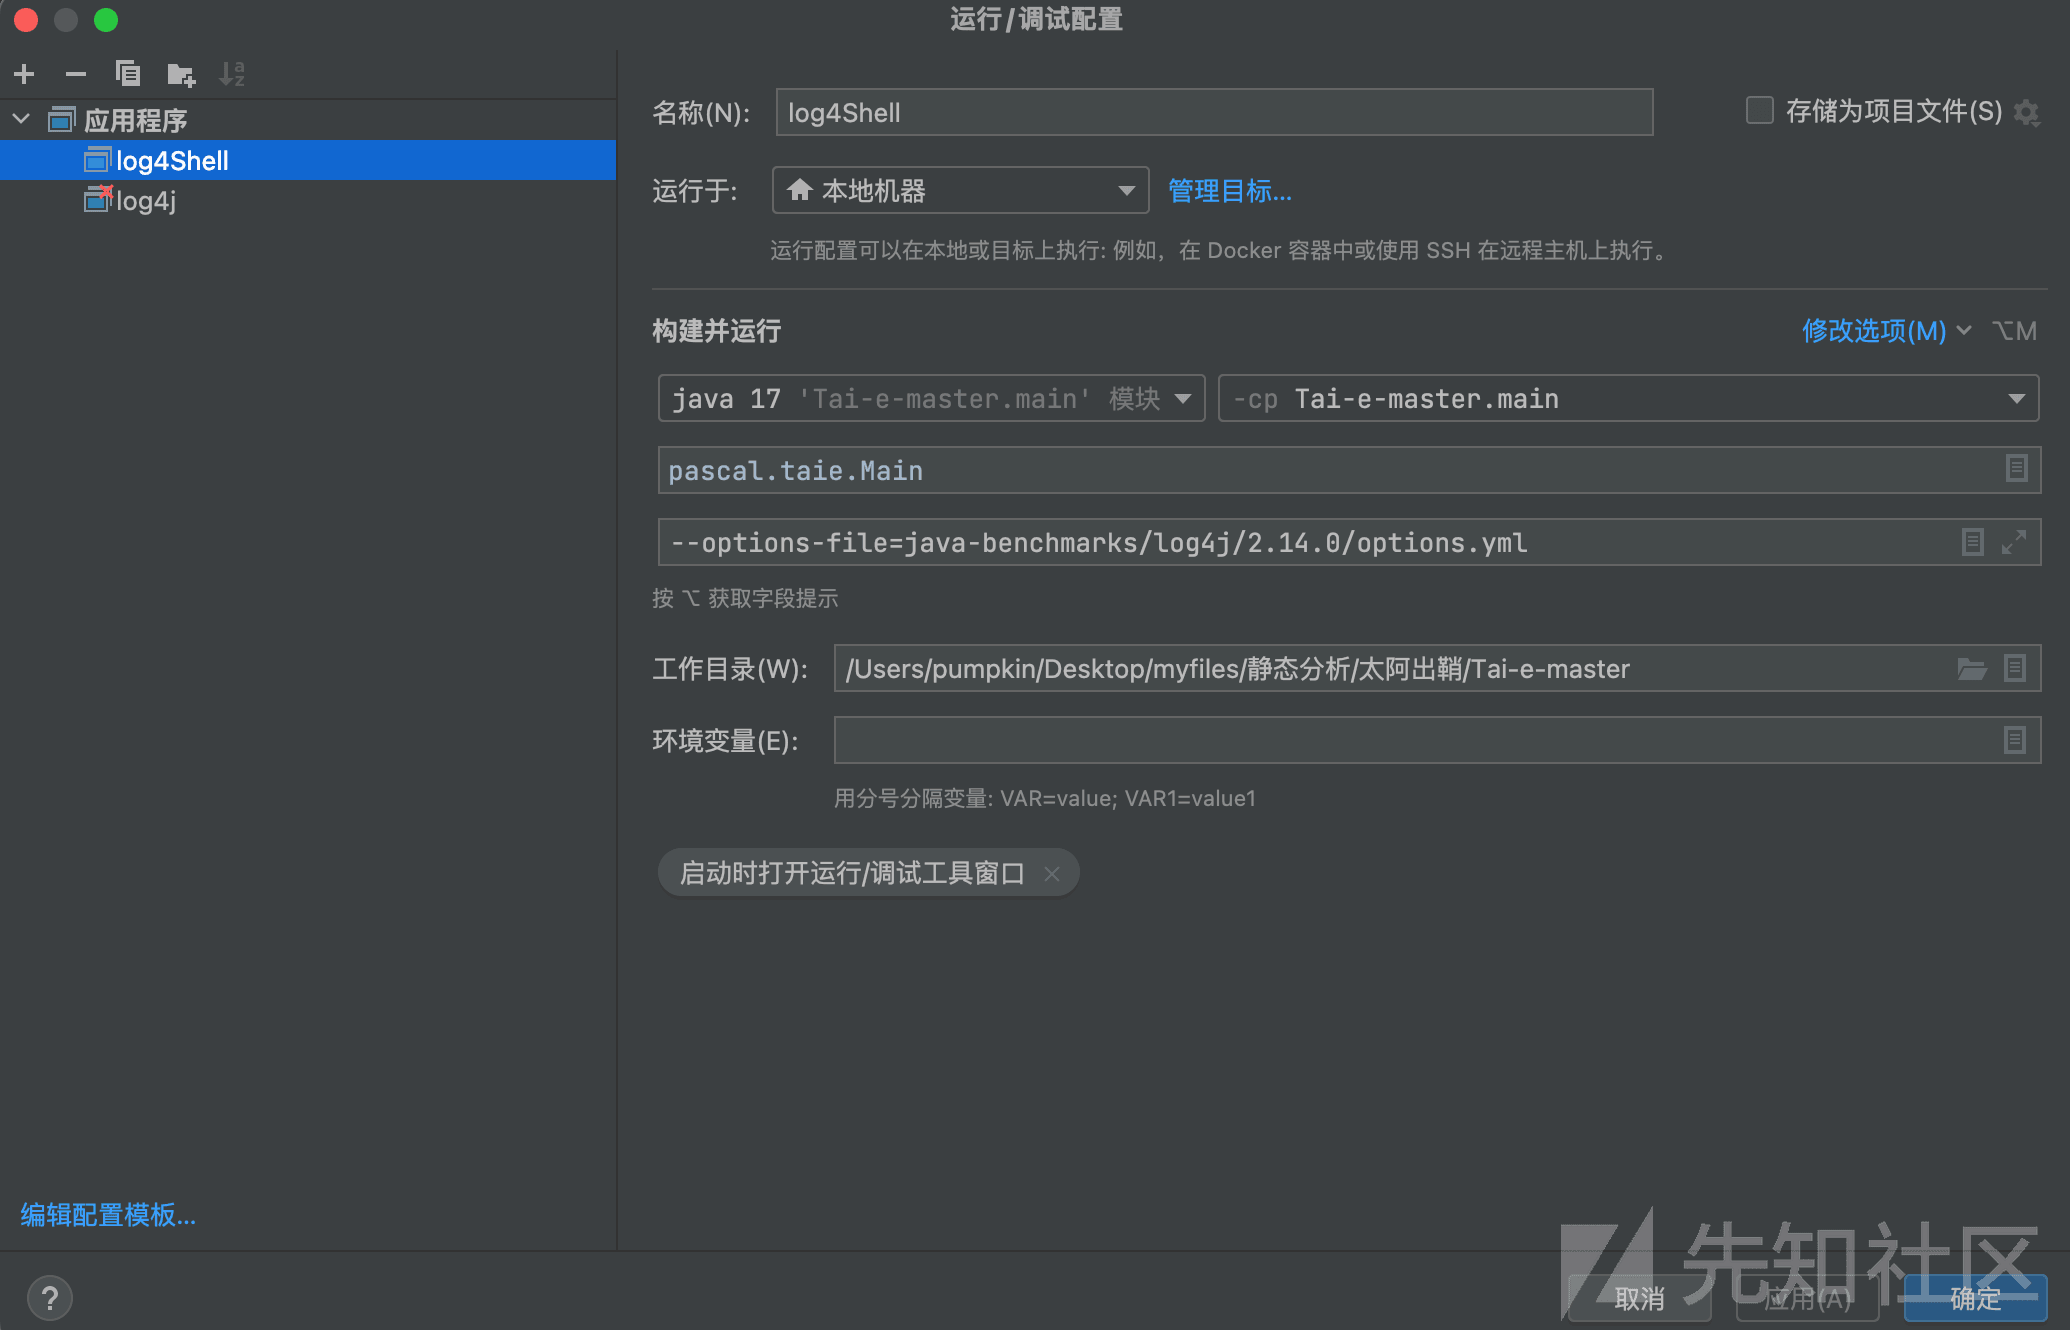 运行/调试配置
应用程序
log4Shell
log4j
编辑配置模板...
名称(N): log4Shell
存储为项目文件(S)
运行于: 本地机器 管理目标...
运行配置可以在本地或目标上执行: 例如，在 Docker 容器中或使用 SSH 在远程主机上执行。
构建并运行
修改选项(M) ⌥M
java 17 'Tai-e-master.main' 模块
-cp Tai-e-master.main
pascal.taie.Main
--options-file=java-benchmarks/log4j/2.14.0/options.yml
按 ⌥ 获取字段提示
工作目录(W): /Users/pumpkin/Desktop/myfiles/静态分析/太阿出鞘/Tai-e-master
环境变量(E):
用分号分隔变量: VAR=value; VAR1=value1
启动时打开运行/调试工具窗口
先知社区
?
取消 应用(A) 确定